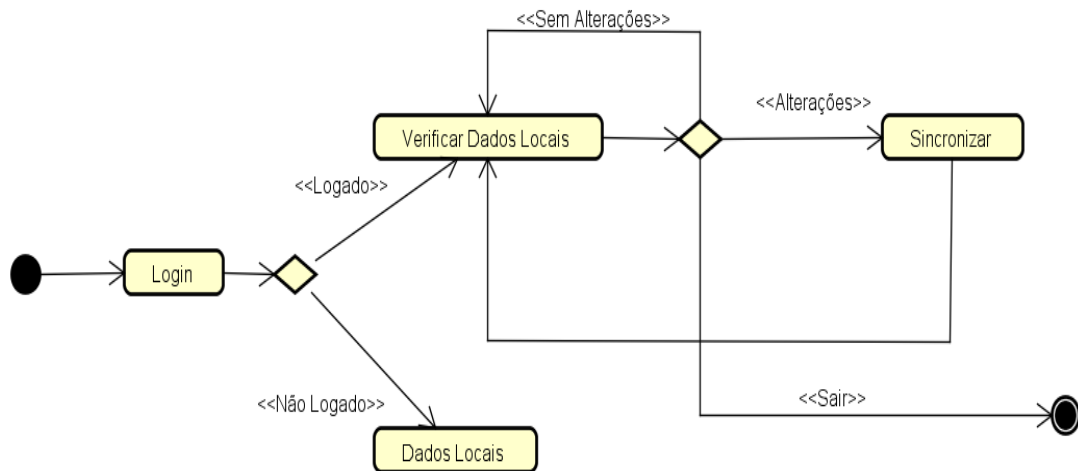 <<Sem Alterações>>
<<Alterações>>
Verificar Dados Locais
Sincronizar
<<Logado>>
Login
<<Não Logado>>
<<Sair>>
Dados Locais